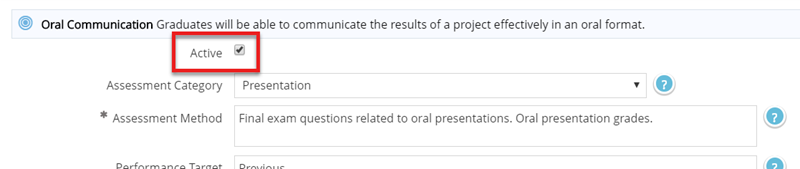 Oral Communication Graduates will be able to communicate the results of a project effectively in an oral format.
Active
Assessment Category Presentation ?
* Assessment Method Final exam questions related to oral presentations. Oral presentation grades. ?
Performance Target Previous ?